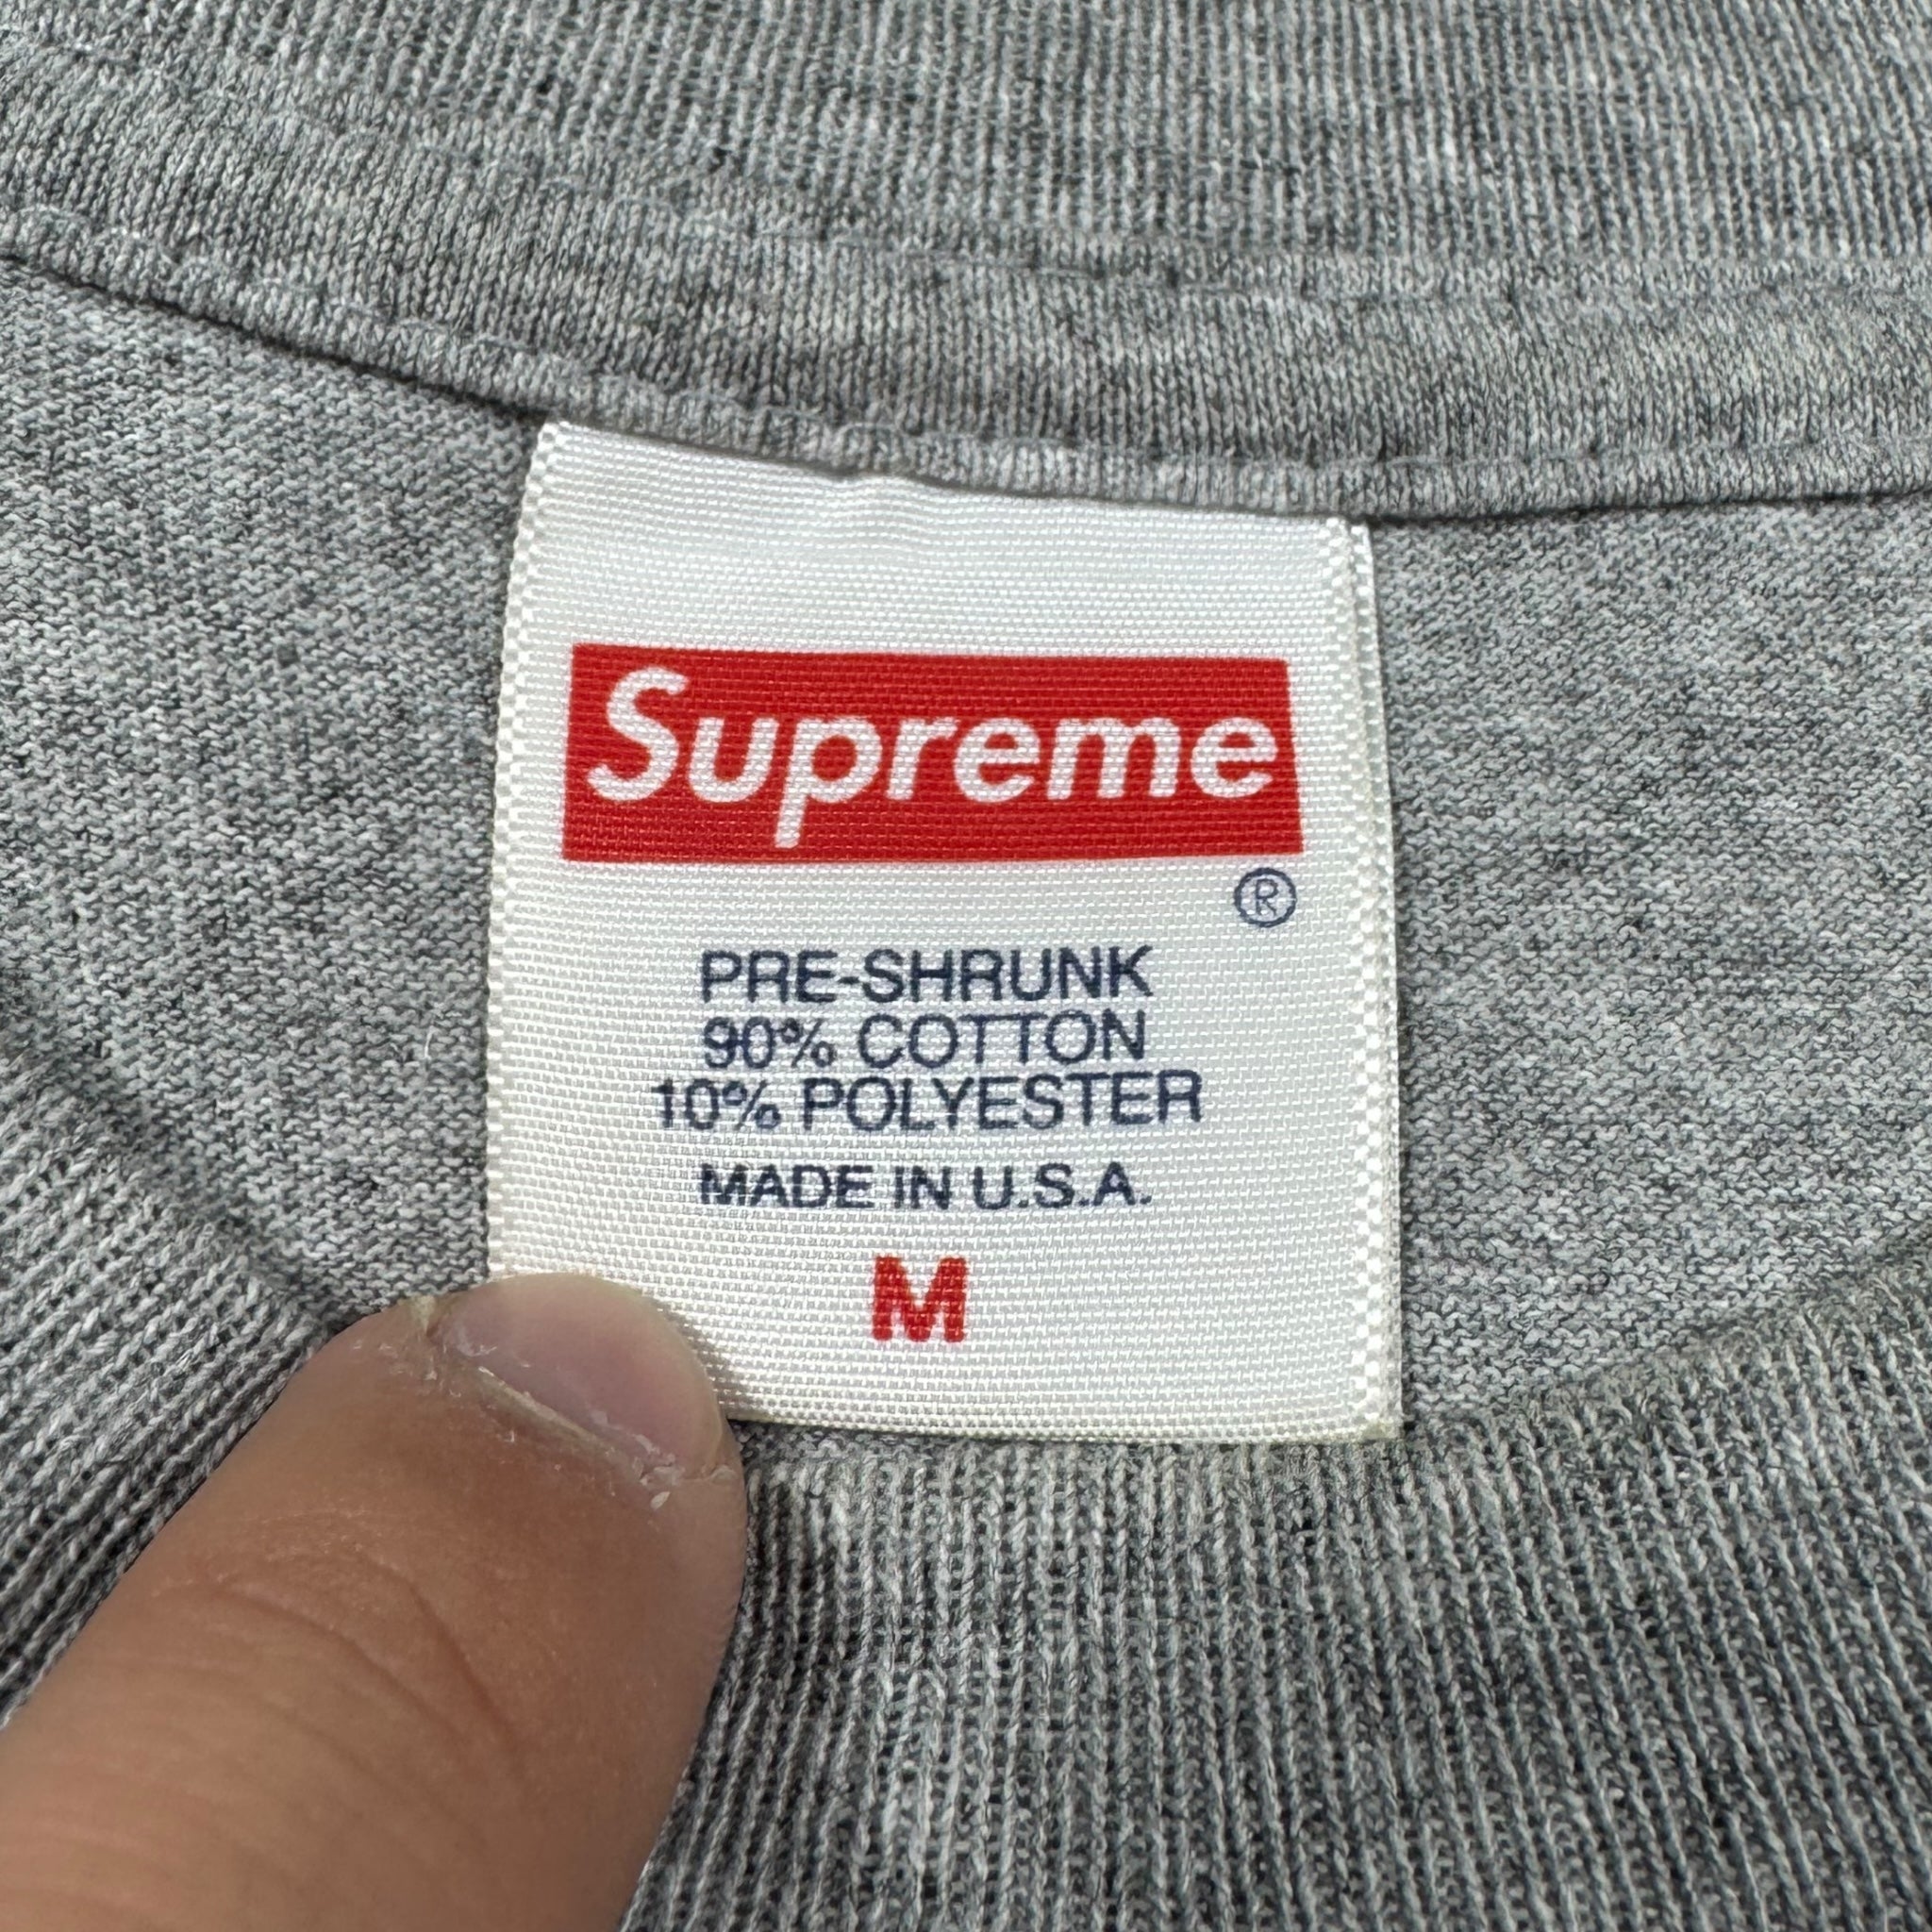 Supreme
®
PRE-SHRUNK
90% COTTON
10% POLYESTER
MADE IN U.S.A.
M